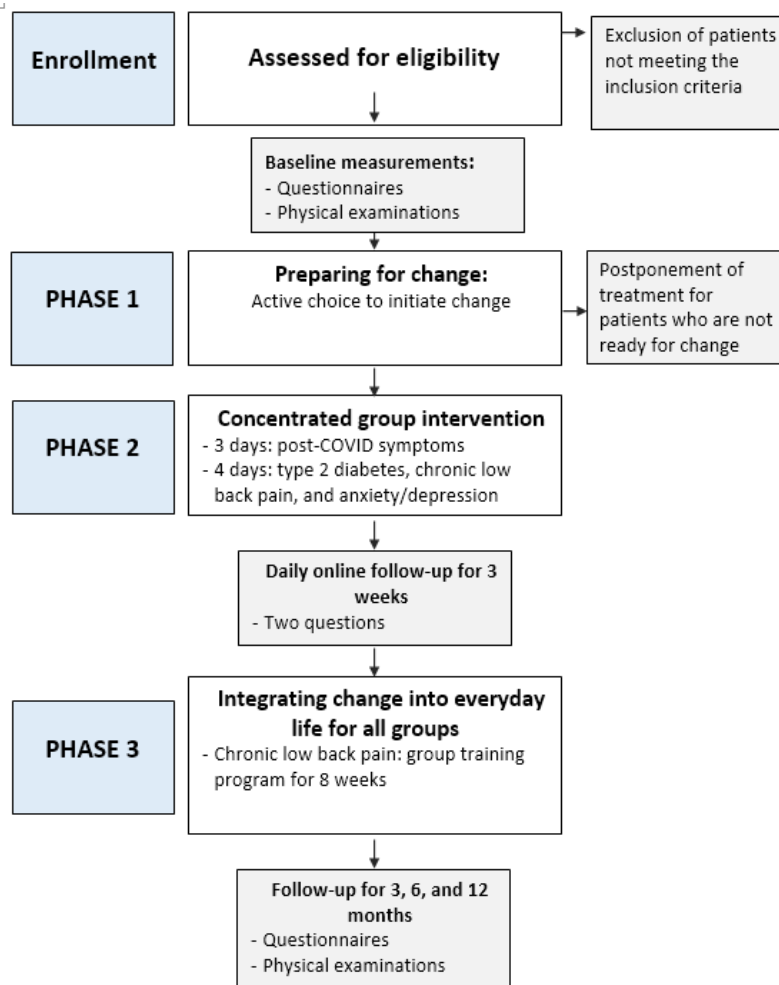 Enrollment
Assessed for eligibility
Exclusion of patients
not meeting the
inclusion criteria
Baseline measurements:
- Questionnaires
- Physical examinations
PHASE 1
Preparing for change:
Active choice to initiate change
Postponement of
treatment for
patients who are not
ready for change
PHASE 2
Concentrated group intervention
- 3 days: post-COVID symptoms
- 4 days: type 2 diabetes, chronic low
back pain, and anxiety/depression
Daily online follow-up for 3
weeks
- Two questions
PHASE 3
Integrating change into everyday
life for all groups
- Chronic low back pain: group training
program for 8 weeks
Follow-up for 3, 6, and 12
months
- Questionnaires
- Physical examinations